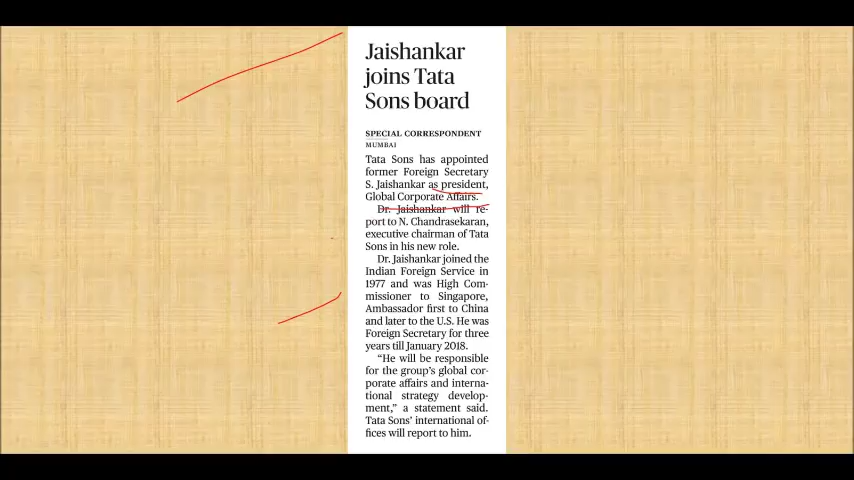 Jaishankar
joins Tata
Sons board
SPECIAL CORRESPONDENT
MUMBAI
Tata Sons has appointed
former Foreign Secretary
S. Jaishankar as president,
Global Corporate Affairs.
Dr. Jaishankar will re-
port to N. Chandrasekaran,
executive chairman of Tata
Sons in his new role.
Dr. Jaishankar joined the
Indian Foreign Service in
1977 and was High Com-
missioner to Singapore,
Ambassador first to China
and later to the U.S. He was
Foreign Secretary for three
years till January 2018.
“He will be responsible
for the group’s global cor-
porate affairs and interna-
tional strategy develop-
ment,” a statement said.
Tata Sons’ international of-
fices will report to him.